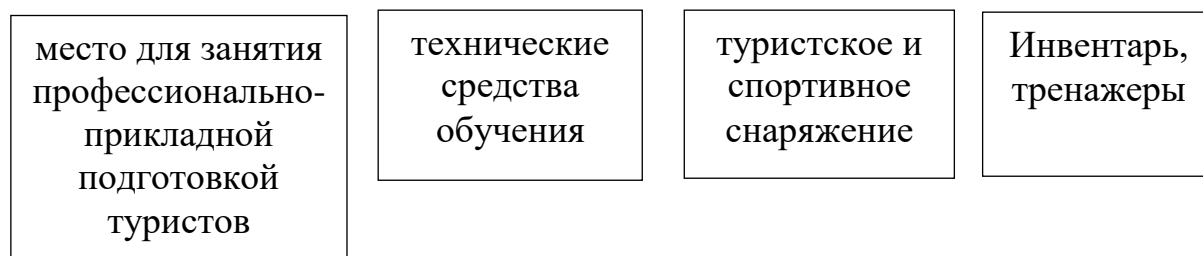 место для занятия
профессионально-
прикладной
подготовкой
туристов
технические
средства
обучения
туристское и
спортивное
снаряжение
Инвентарь,
тренажеры